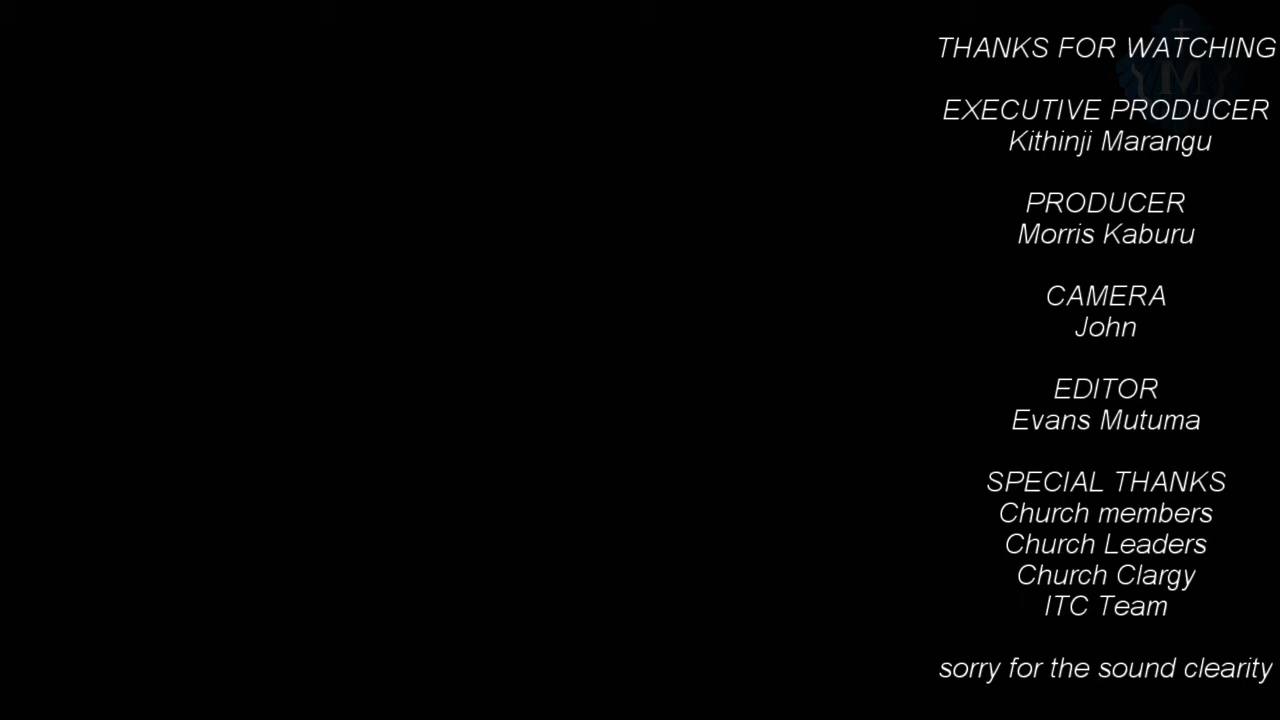 THANKS FOR WATCHING
EXECUTIVE PRODUCER
Kithinji Marangu
PRODUCER
Morris Kaburu
CAMERA
John
EDITOR
Evans Mutuma
SPECIAL THANKS
Church members
Church Leaders
Church Clargy
ITC Team
sorry for the sound clearity
M